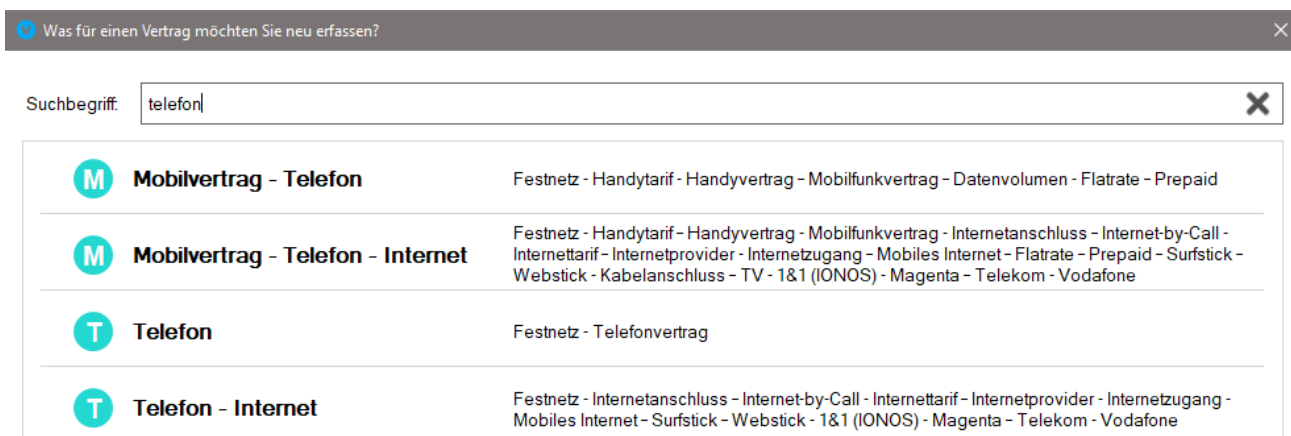 Was für einen Vertrag möchten Sie neu erfassen?
Suchbegriff: telefon
M Mobilvertrag - Telefon Festnetz - Handytarif - Handyvertrag – Mobilfunkvertrag – Datenvolumen - Flatrate – Prepaid
Festnetz - Handytarif – Handyvertrag - Mobilfunkvertrag - Internetanschluss – Internet-by-Call -
M Mobilvertrag - Telefon - Internet Internettarif – Internetprovider - Internetzugang – Mobiles Internet – Flatrate – Prepaid – Surfstick –
Webstick - Kabelanschluss – TV - 1&1 (IONOS) - Magenta – Telekom - Vodafone
T Telefon Festnetz - Telefonvertrag
T Telefon - Internet Festnetz - Internetanschluss – Internet-by-Call - Internettarif – Internetprovider - Internetzugang -
Mobiles Internet – Surfstick – Webstick - 1&1 (IONOS) - Magenta – Telekom - Vodafone